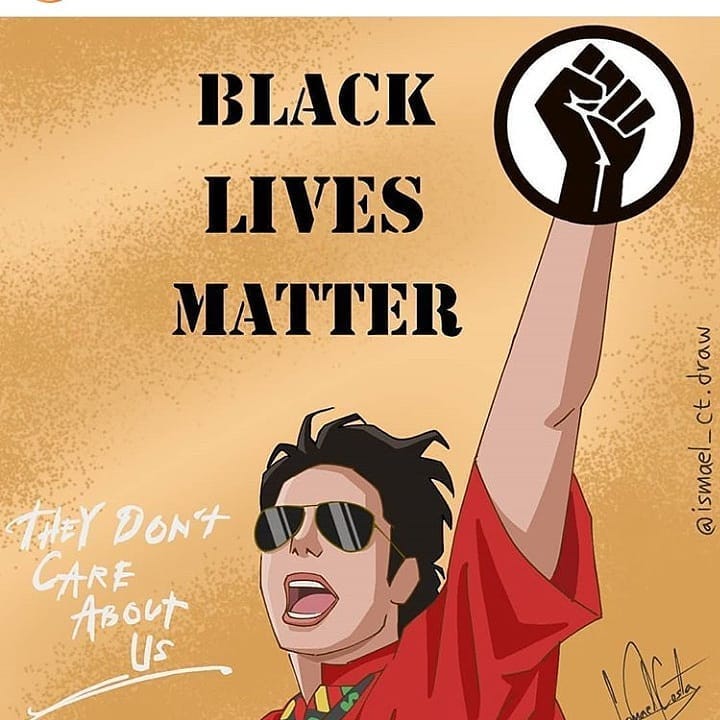 BLACK
LIVES
MATTER
THEY DON'T
CARE
ABOUT
US
@ismael_ct.draw